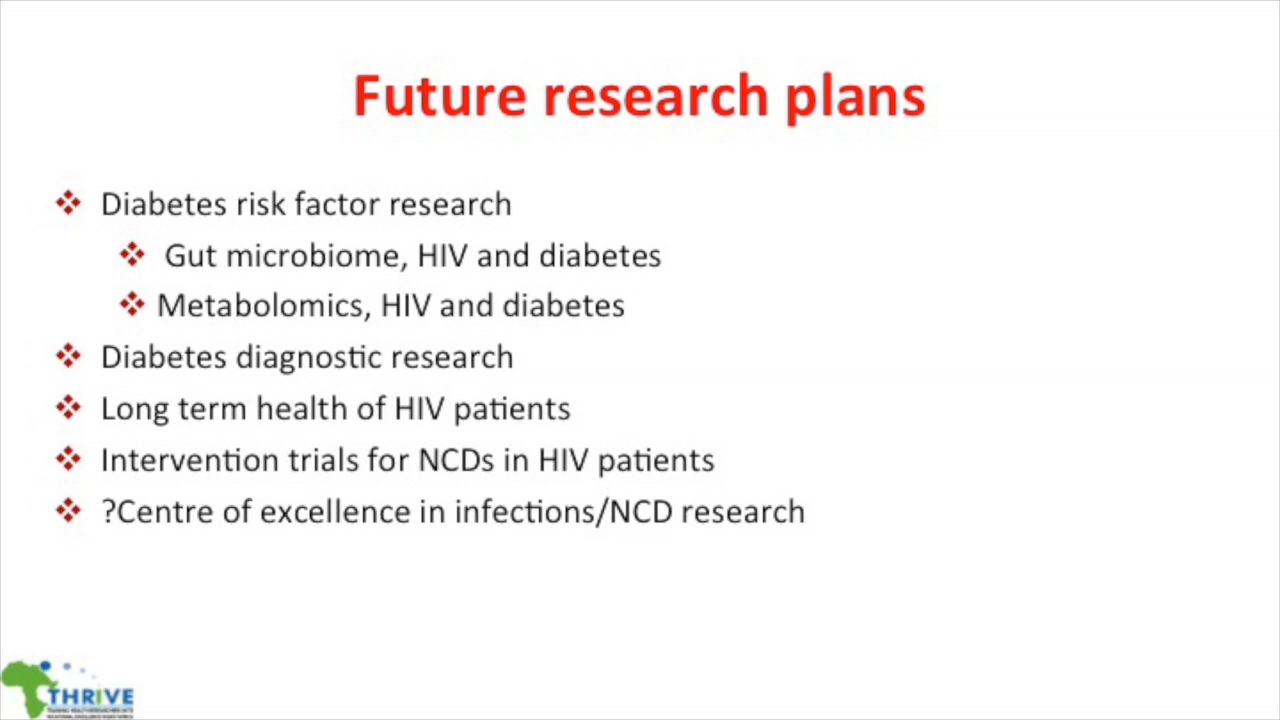 Future research plans
Diabetes risk factor research
Gut microbiome, HIV and diabetes
Metabolomics, HIV and diabetes
Diabetes diagnostic research
Long term health of HIV patients
Intervention trials for NCDs in HIV patients
?Centre of excellence in infections/NCD research
THRiVE